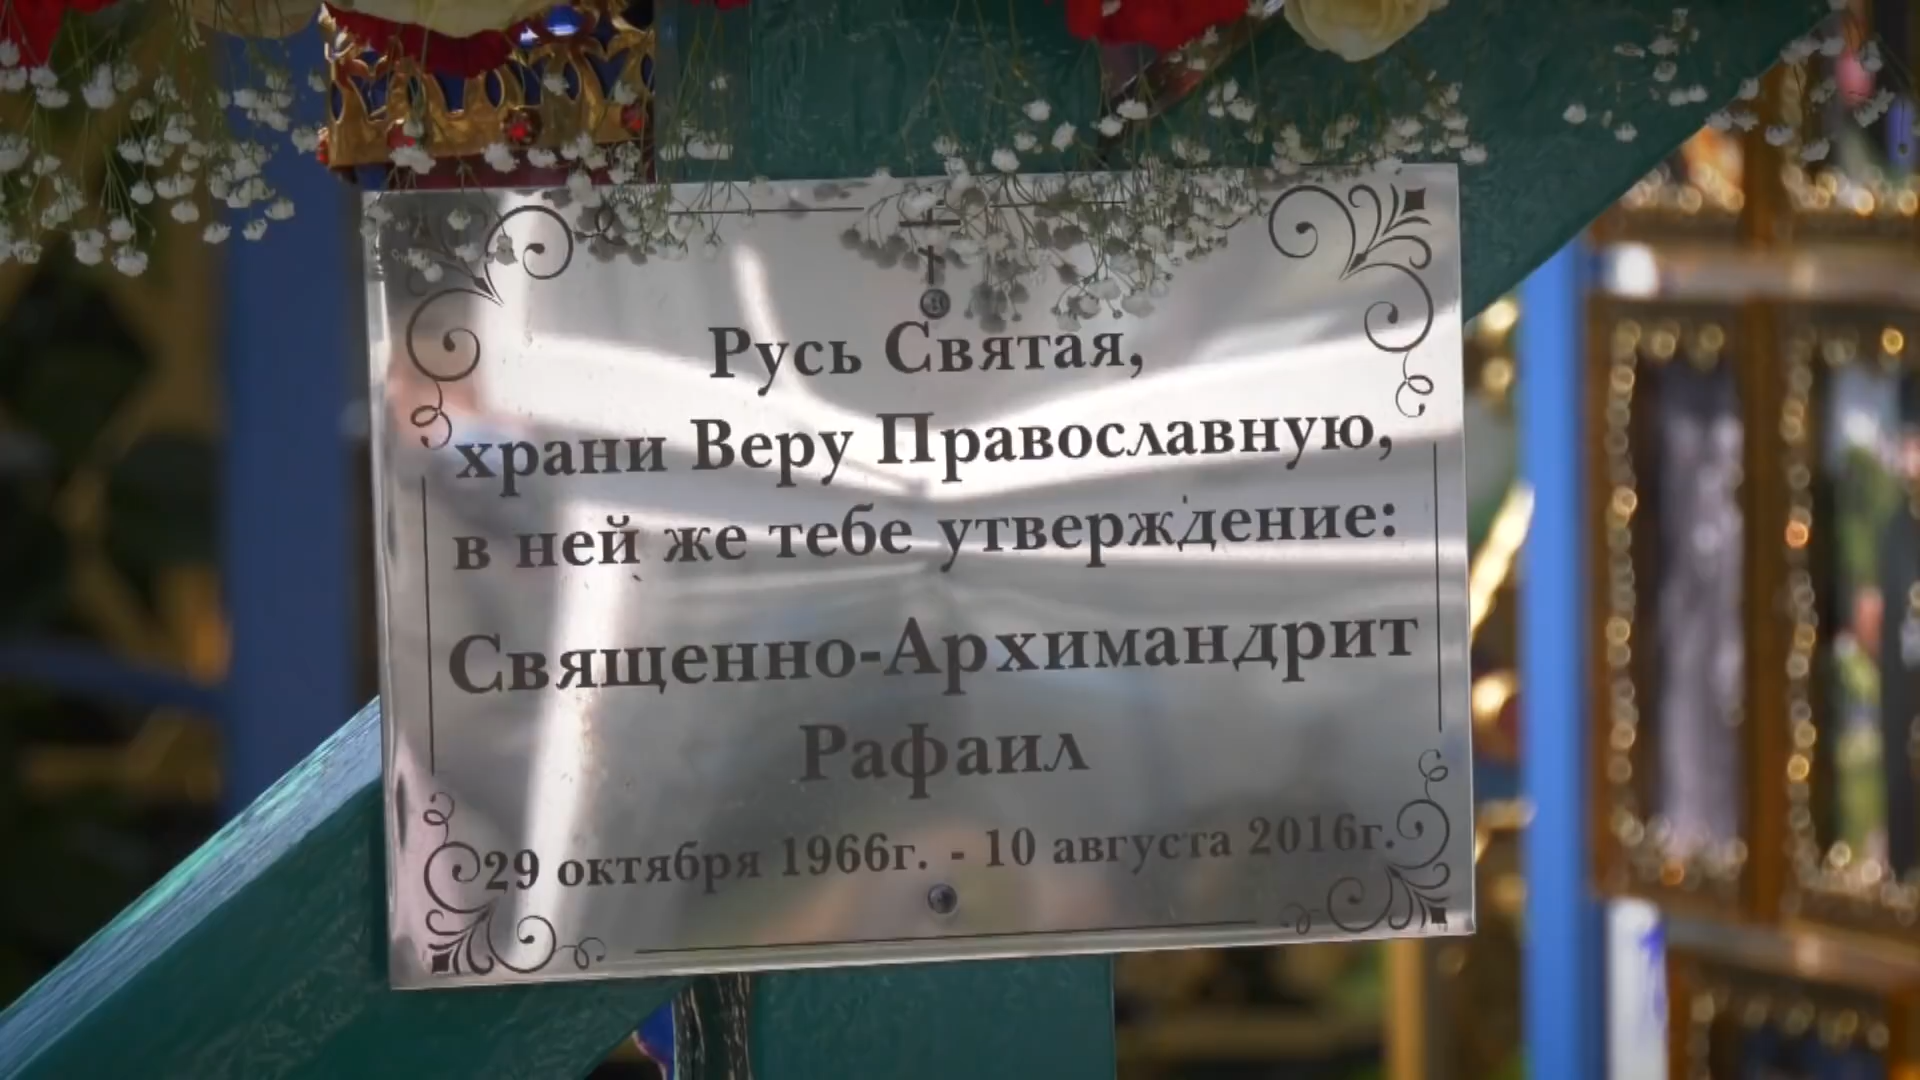 Русь Святая,
храни Веру Православную,
в ней же тебе утверждение:
Священно-Архимандрит
Рафаил
29 октября 1966г. - 10 августа 2016г.